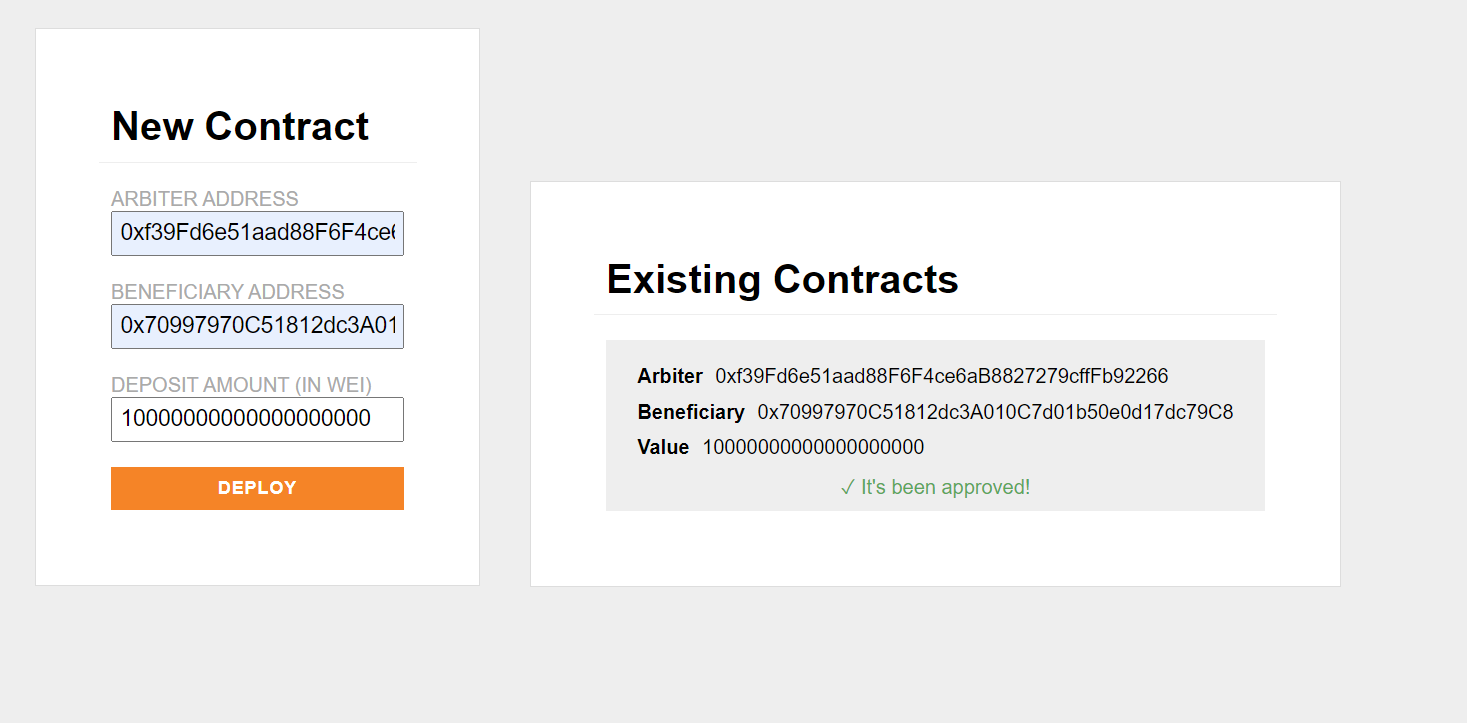 New Contract
ARBITER ADDRESS
0xf39Fd6e51aad88F6F4ce6
BENEFICIARY ADDRESS
0x70997970C51812dc3A01
DEPOSIT AMOUNT (IN WEI)
10000000000000000000
DEPLOY
Existing Contracts
Arbiter 0xf39Fd6e51aad88F6F4ce6aB8827279cffFb92266
Beneficiary 0x70997970C51812dc3A010C7d01b50e0d17dc79C8
Value 10000000000000000000
✓ It's been approved!